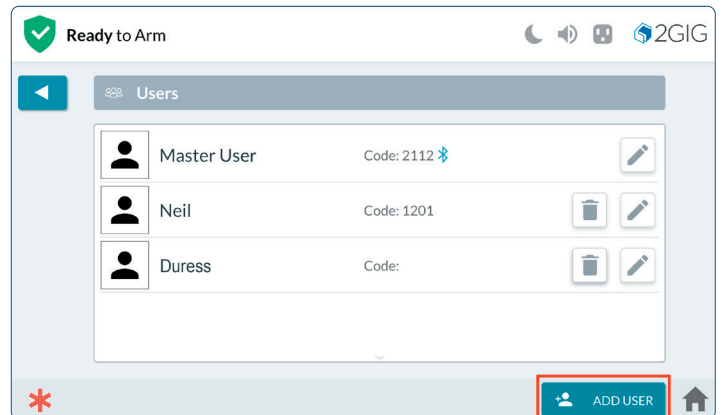 Ready to Arm
2GIG
Users
Master User Code: 2112
Neil Code: 1201
Duress Code:
ADD USER